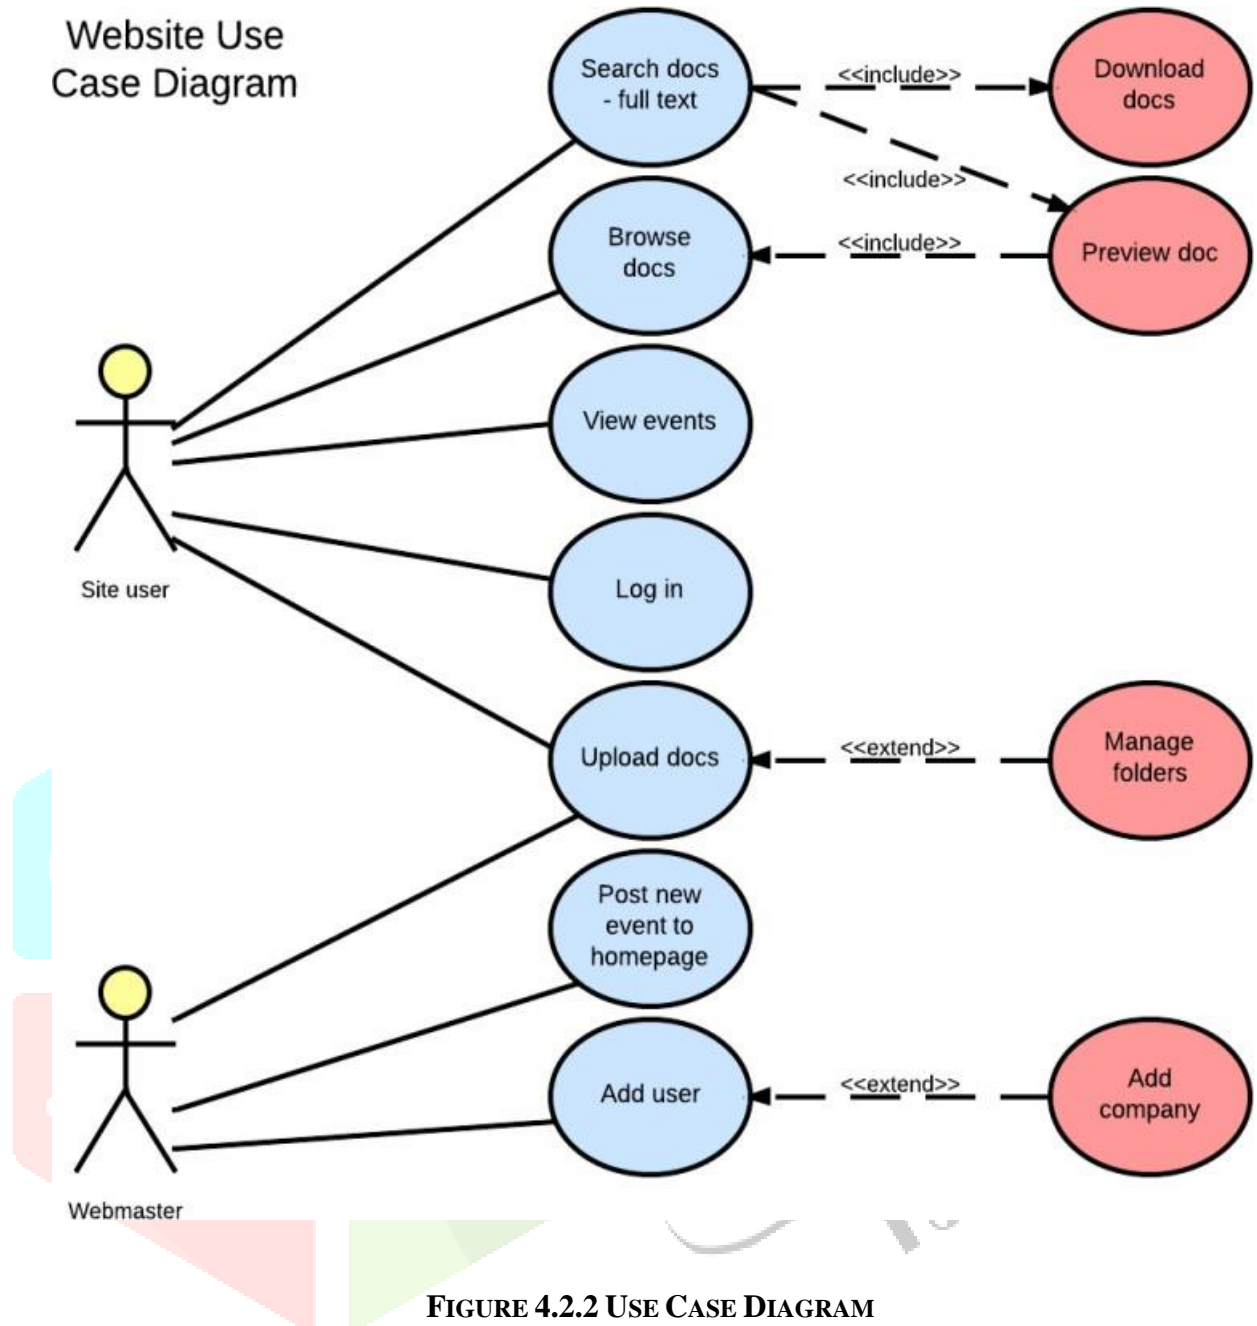 Website Use
Case Diagram
Search docs
- full text
<<include>>
Download
docs
<<include>>
Browse
docs
<<include>>
Preview doc
View events
Site user
Log in
Upload docs
<<extend>>
Manage
folders
Post new
event to
homepage
Webmaster
Add user
<<extend>>
Add
company
FIGURE 4.2.2 USE CASE DIAGRAM